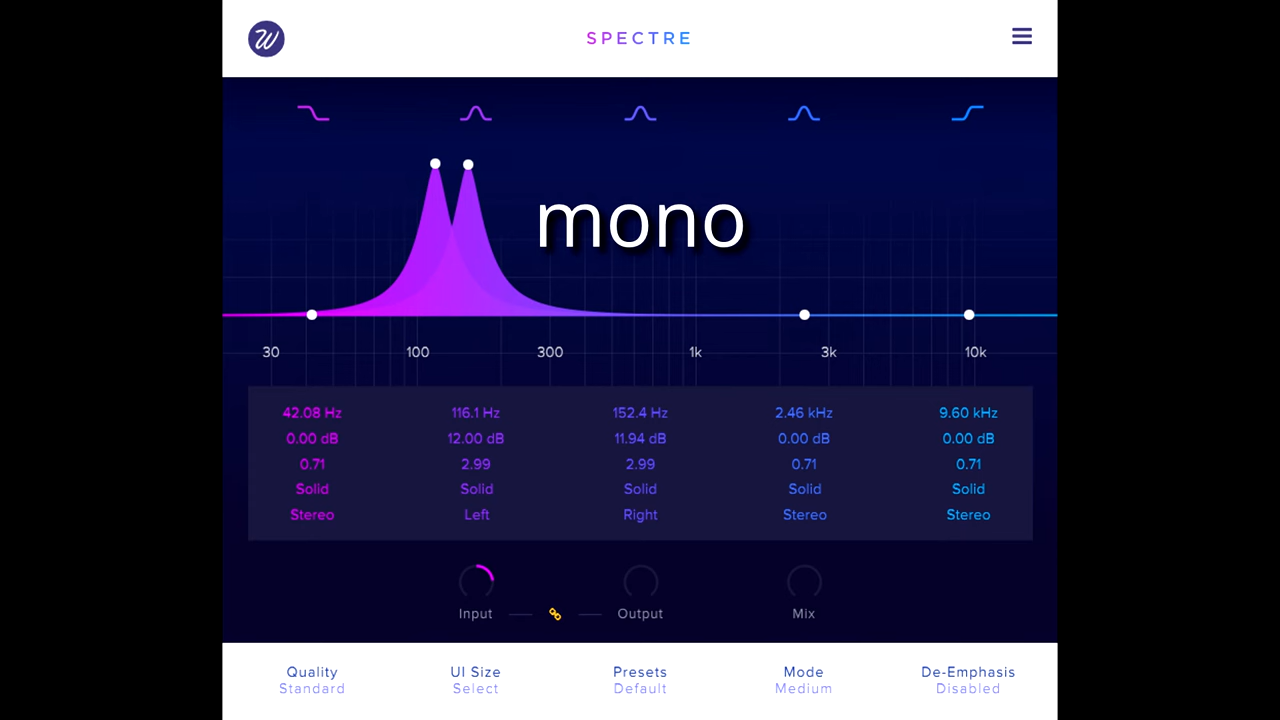 W
SPECTRE
mono
30 100 300 1k 3k 10k
42.08 Hz 116.1 Hz 152.4 Hz 2.46 kHz 9.60 kHz
0.00 dB 12.00 dB 11.94 dB 0.00 dB 0.00 dB
0.71 2.99 2.99 0.71 0.71
Solid Solid Solid Solid Solid
Stereo Left Right Stereo Stereo
Input Output Mix
Quality UI Size Presets Mode De-Emphasis
Standard Select Default Medium Disabled